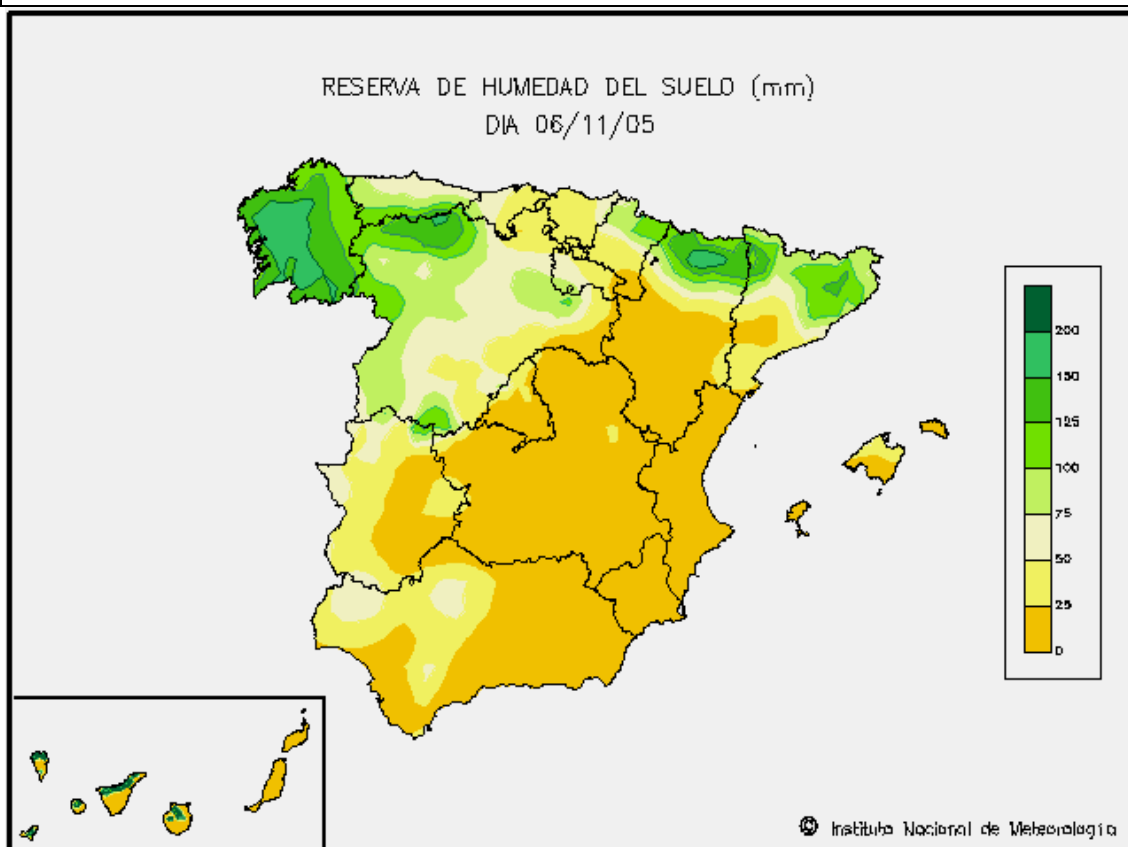 RESERVA DE HUMEDAD DEL SUELO (mm)
DIA 06/11/05
200
150
125
100
75
50
25
0
© Instituto Nacional de Meteorología